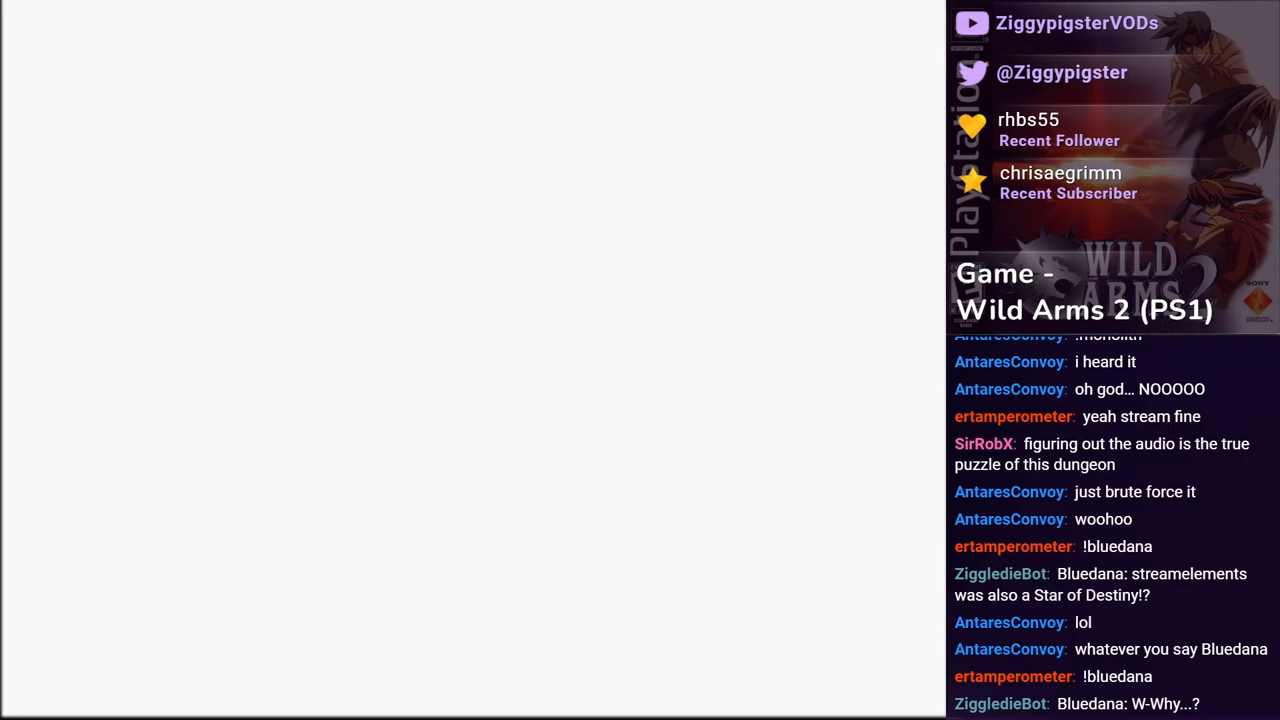 ZiggypigsterVODs
@Ziggypigster
rhbs55
Recent Follower
chrisaegrimm
Recent Subscriber
PlayStation
WILD
ARMS 2
SONY
Game -
Wild Arms 2 (PS1)
AntaresConvoy: !monolith
AntaresConvoy: i heard it
AntaresConvoy: oh god... NOOOOO
ertamperometer: yeah stream fine
SirRobX: figuring out the audio is the true
puzzle of this dungeon
AntaresConvoy: just brute force it
AntaresConvoy: woohoo
ertamperometer: !bluedana
ZiggledieBot: Bluedana: streamelements
was also a Star of Destiny!?
AntaresConvoy: lol
AntaresConvoy: whatever you say Bluedana
ertamperometer: !bluedana
ZiggledieBot: Bluedana: W-Why...?